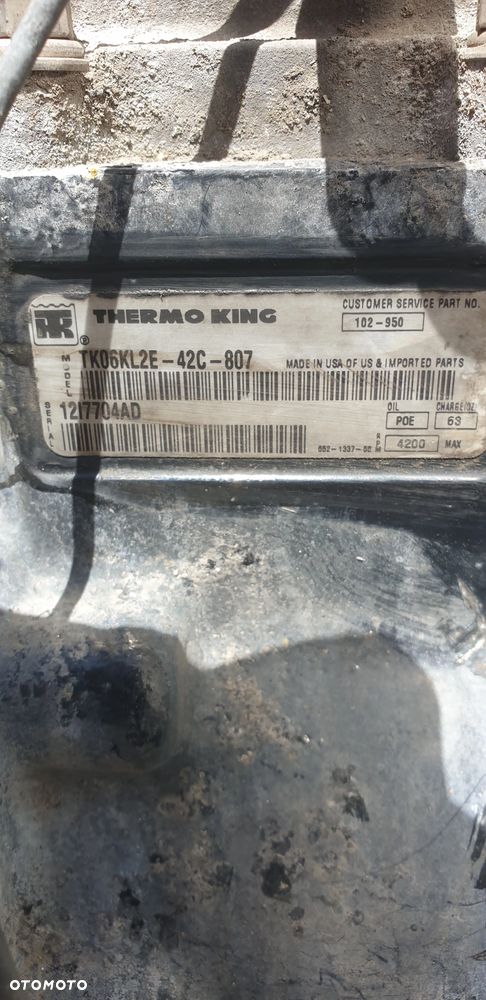 CUSTOMER SERVICE PART NO.
TK ® THERMO KING 102-950
MODEL TK06KL2E-42C-807 MADE IN USA OF US & IMPORTED PARTS
SERIAL 12I7704AD OIL CHARGE/OZ
POE 63
RPM 4200 MAX
OTOMOTO